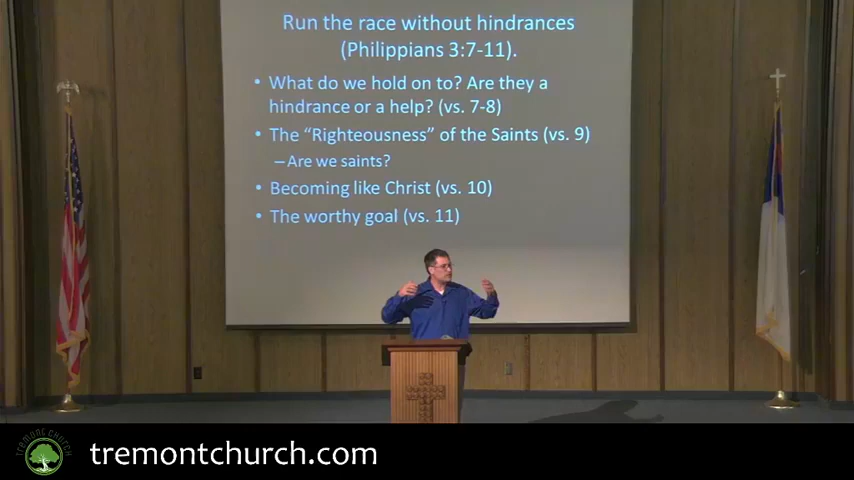 Run the race without hindrances
(Philippians 3:7-11).
• What do we hold on to? Are they a
hindrance or a help? (vs. 7-8)
• The “Righteousness” of the Saints (vs. 9)
–Are we saints?
• Becoming like Christ (vs. 10)
• The worthy goal (vs. 11)
TREMONT CHURCH
tremontchurch.com